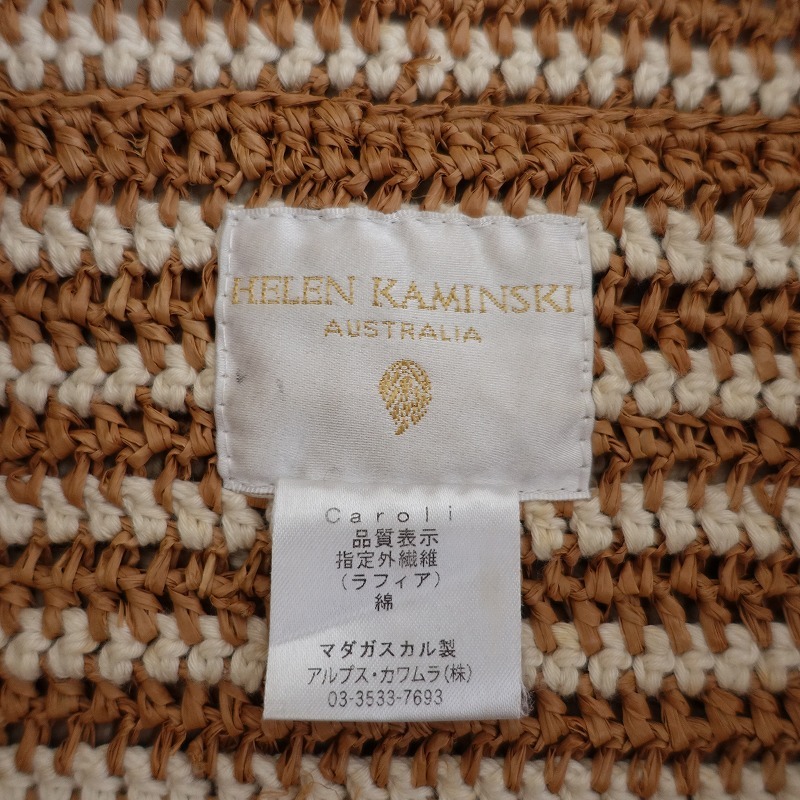 HELEN KAMINSKI
AUSTRALIA
Caroli
品質表示
指定外繊維
(ラフィア)
綿
マダガスカル製
アルプス・カワムラ(株)
03-3533-7693